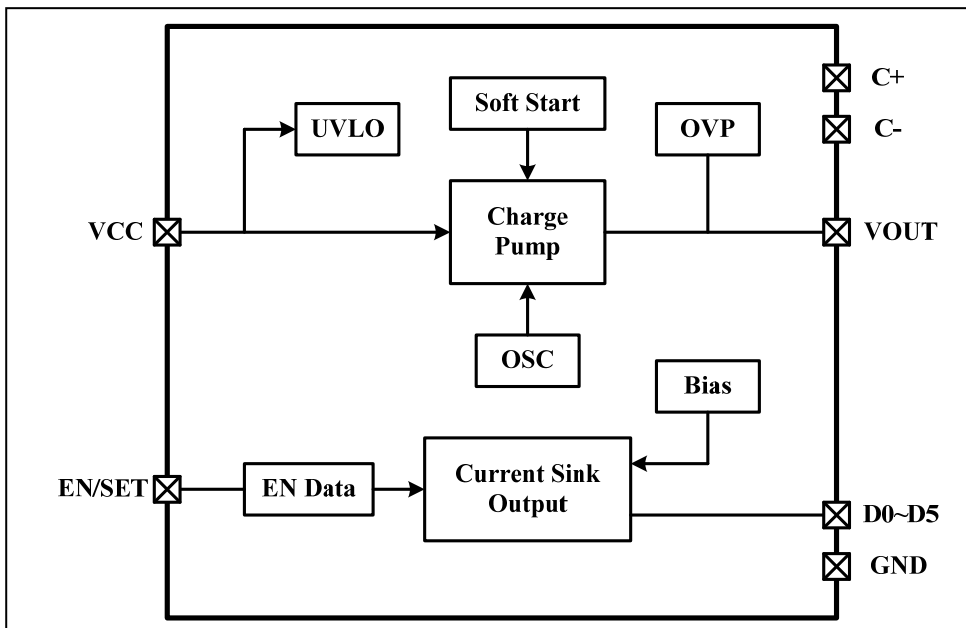 C+
Soft Start
UVLO
OVP
C-
VCC
Charge
Pump
VOUT
OSC
Bias
EN/SET
EN Data
Current Sink
Output
D0~D5
GND